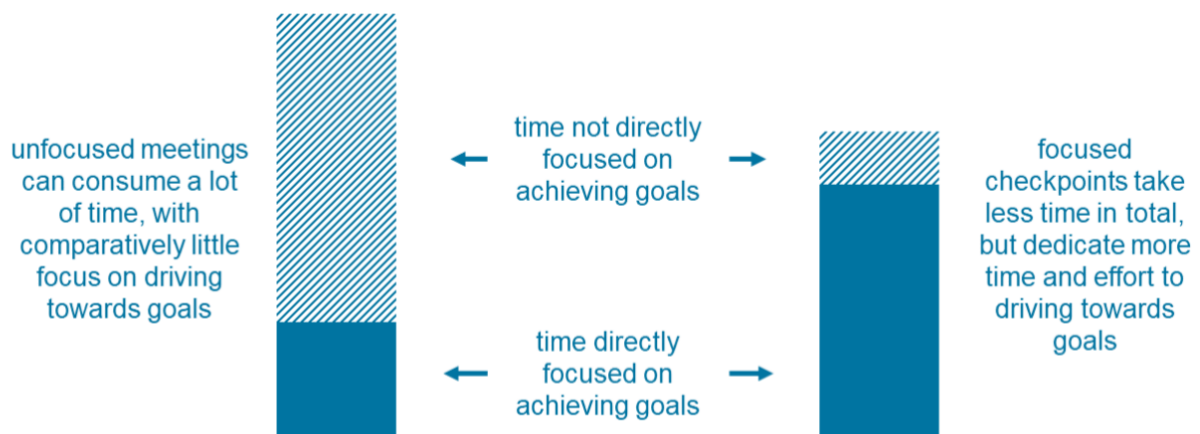 unfocused meetings
can consume a lot
of time, with
comparatively little
focus on driving
towards goals
time not directly
focused on
achieving goals
time directly
focused on
achieving goals
focused
checkpoints take
less time in total,
but dedicate more
time and effort to
driving towards
goals